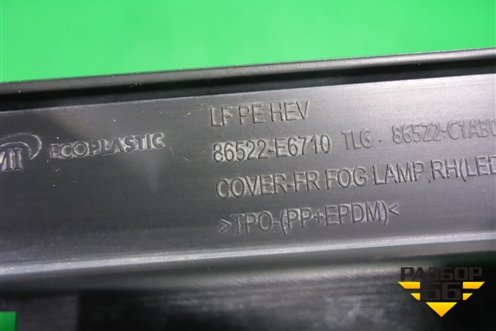 LF PE HEV
ECOPLASTIC
86522-E6710 TLG. 86522-C1AB0
COVER-FR FOG LAMP,RH(LED
>TPO-(PP+EPDM)<
РАЗБОР
56